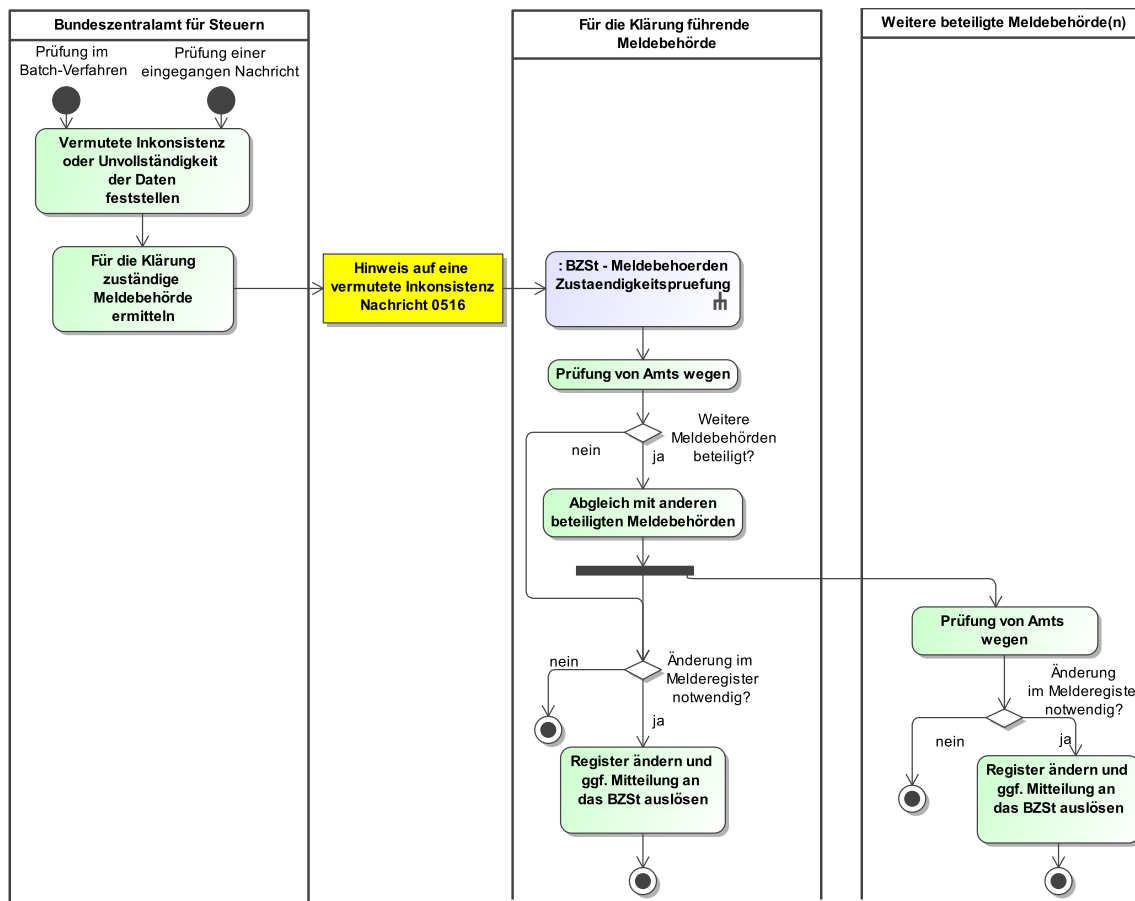 Bundeszentralamt für Steuern
Prüfung im
Batch-Verfahren
Prüfung einer
eingegangen Nachricht
Vermutete Inkonsistenz
oder Unvollständigkeit
der Daten
feststellen
Für die Klärung
zuständige
Meldebehörde
ermitteln
Hinweis auf eine
vermutete Inkonsistenz
Nachricht 0516
Für die Klärung führende
Meldebehörde
: BZSt - Meldebehoerden
Zustaendigkeitspruefung
Prüfung von Amts wegen
Weitere
Meldebehörden
beteiligt?
nein
ja
Abgleich mit anderen
beteiligten Meldebehörden
nein
Änderung im
Melderegister
notwendig?
ja
Register ändern und
ggf. Mitteilung an
das BZSt auslösen
Weitere beteiligte Meldebehörde(n)
Prüfung von Amts
wegen
Änderung
im Melderegister
notwendig?
nein
ja
Register ändern und
ggf. Mitteilung an
das BZSt auslösen